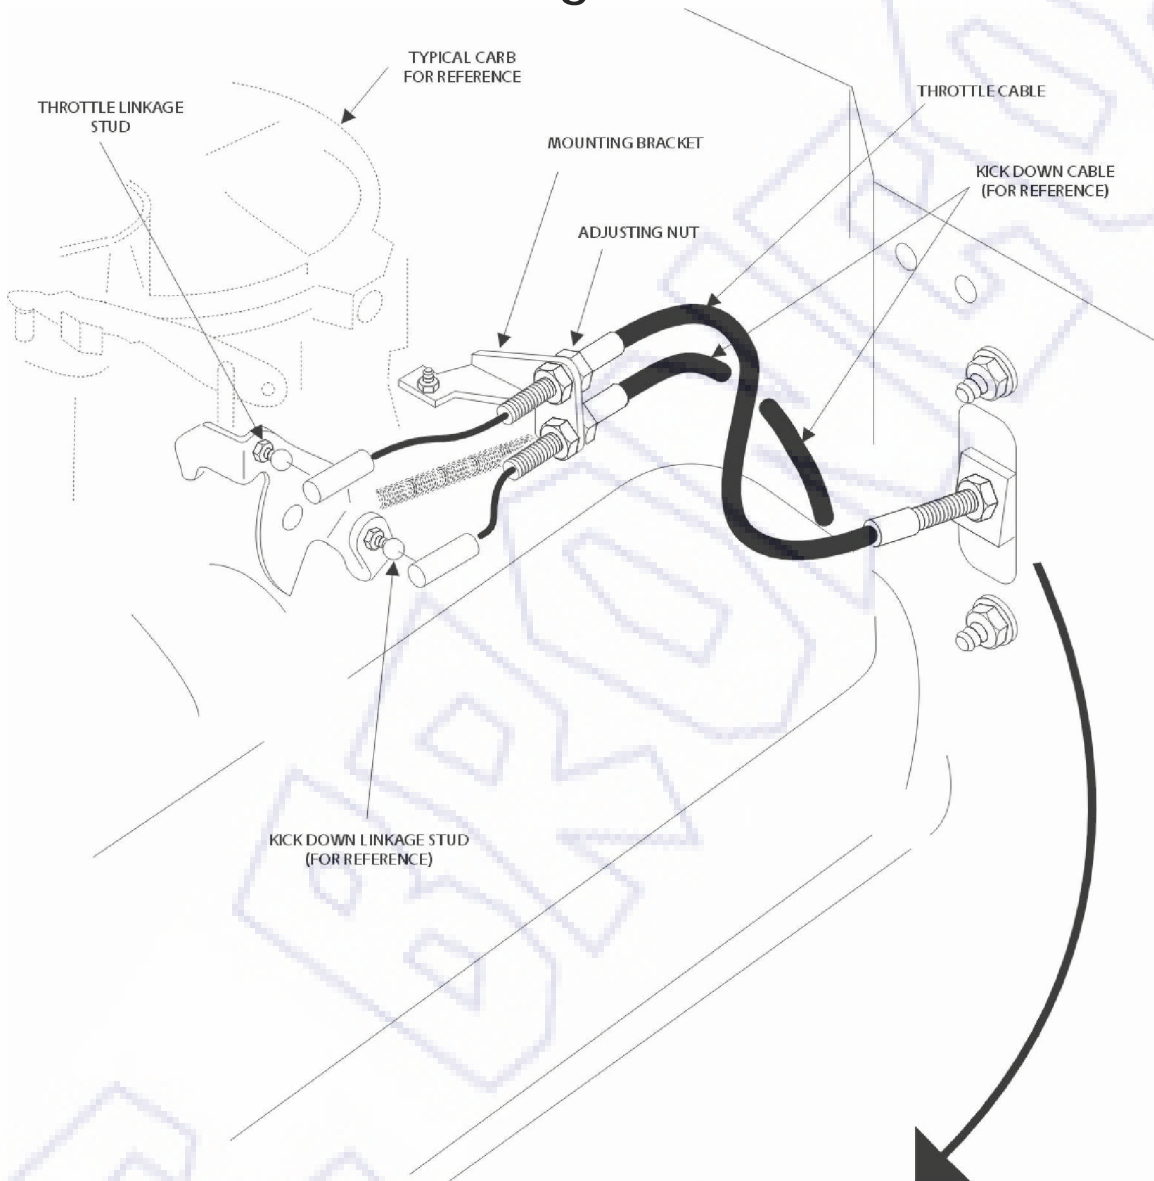 TYPICAL CARB
FOR REFERENCE
THROTTLE LINKAGE
STUD
THROTTLE CABLE
MOUNTING BRACKET
KICK DOWN CABLE
(FOR REFERENCE)
ADJUSTING NUT
KICK DOWN LINKAGE STUD
(FOR REFERENCE)